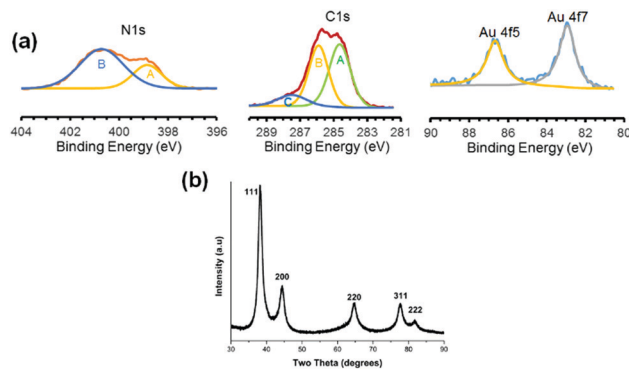 (a)
N1s
B
A
404 402 400 398 396
Binding Energy (eV)
C1s
B
A
C
289 287 285 283 281
Binding Energy (eV)
Au 4f5
Au 4f7
90 86 84 82 80
Binding Energy (eV)
(b)
Intensity (a.u)
111
200
220
311
222
30 40 50 60 70 80 90
Two Theta (degrees)